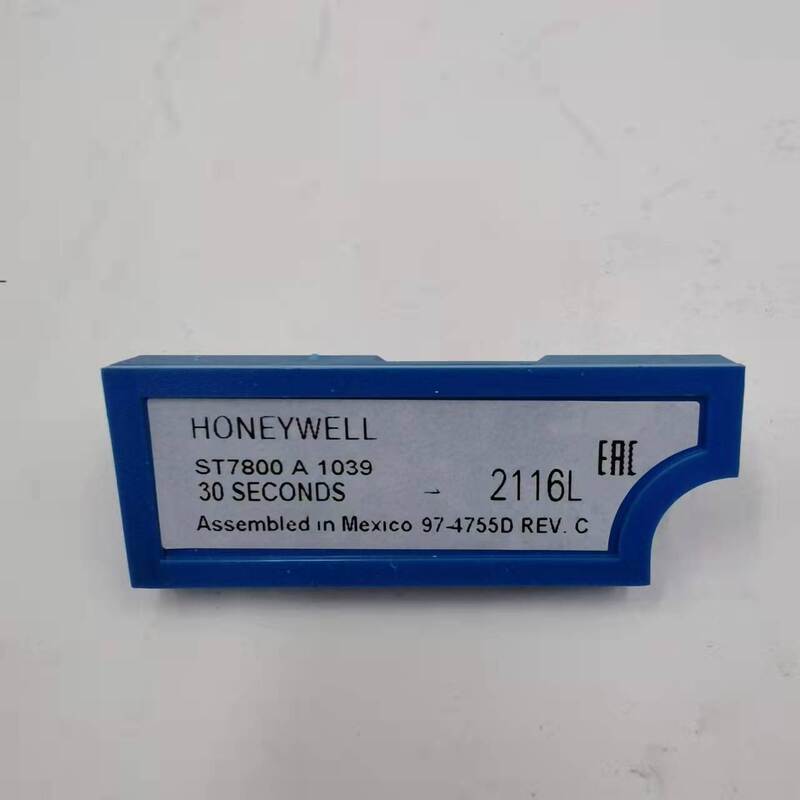 HONEYWELL
ST7800 A 1039
30 SECONDS - 2116L
EAC
Assembled in Mexico 97-4755D REV. C